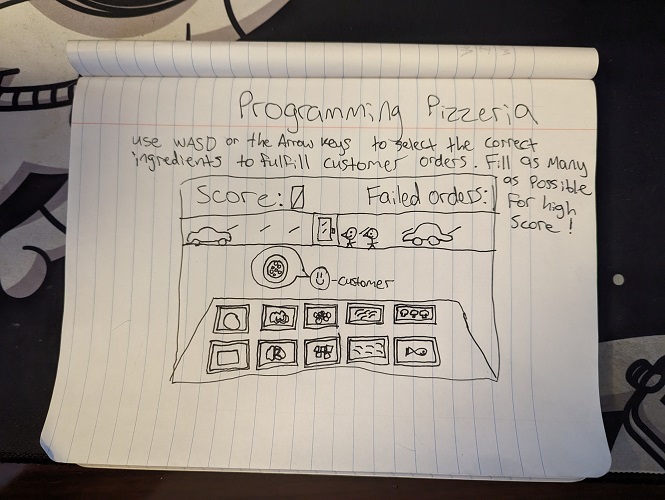 Programming Pizzeria
use WASD or the Arrow keys to select the correct
ingredients to fulfill customer orders. Fill as Many
as Possible
For high
Score!
Score: 0 Failed orders:
-customer